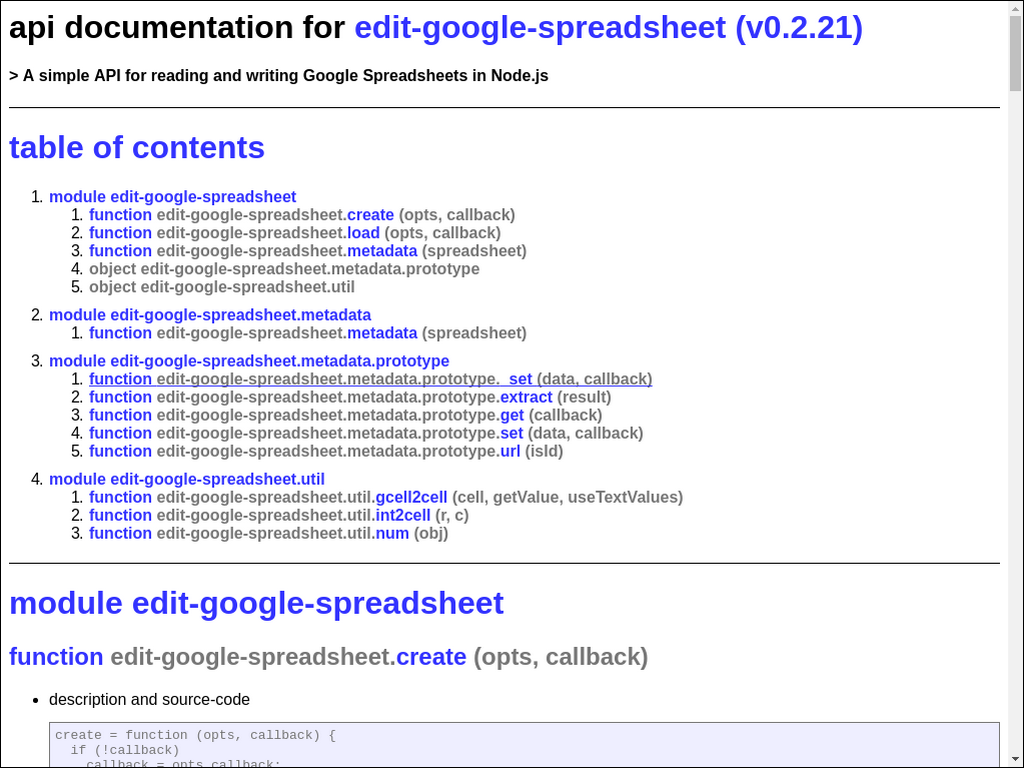 api documentation for edit-google-spreadsheet (v0.2.21)
> A simple API for reading and writing Google Spreadsheets in Node.js
table of contents
1. module edit-google-spreadsheet
1. function edit-google-spreadsheet.create (opts, callback)
2. function edit-google-spreadsheet.load (opts, callback)
3. function edit-google-spreadsheet.metadata (spreadsheet)
4. object edit-google-spreadsheet.metadata.prototype
5. object edit-google-spreadsheet.util
2. module edit-google-spreadsheet.metadata
1. function edit-google-spreadsheet.metadata (spreadsheet)
3. module edit-google-spreadsheet.metadata.prototype
1. function edit-google-spreadsheet.metadata.prototype._set (data, callback)
2. function edit-google-spreadsheet.metadata.prototype.extract (result)
3. function edit-google-spreadsheet.metadata.prototype.get (callback)
4. function edit-google-spreadsheet.metadata.prototype.set (data, callback)
5. function edit-google-spreadsheet.metadata.prototype.url (isId)
4. module edit-google-spreadsheet.util
1. function edit-google-spreadsheet.util.gcell2cell (cell, getValue, useTextValues)
2. function edit-google-spreadsheet.util.int2cell (r, c)
3. function edit-google-spreadsheet.util.num (obj)
module edit-google-spreadsheet
function edit-google-spreadsheet.create (opts, callback)
• description and source-code
create = function (opts, callback) {
if (!callback)
callback = opts.callback;